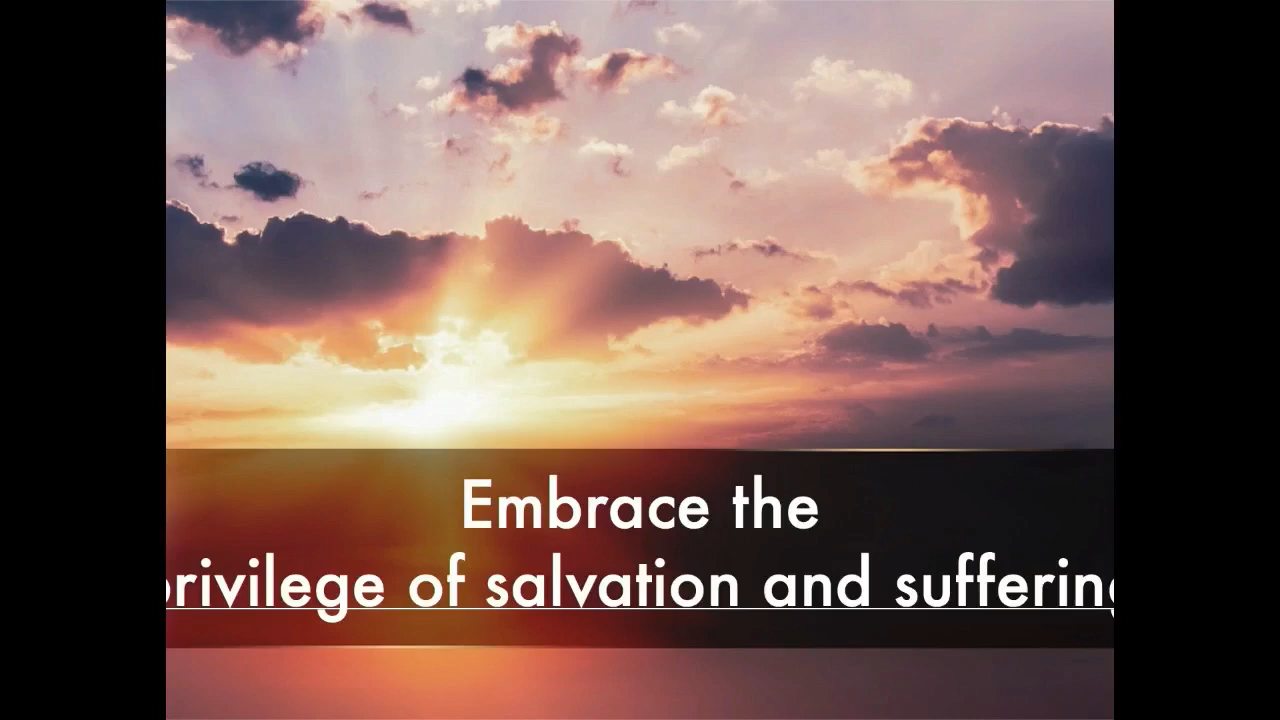 Embrace the
privilege of salvation and suffering